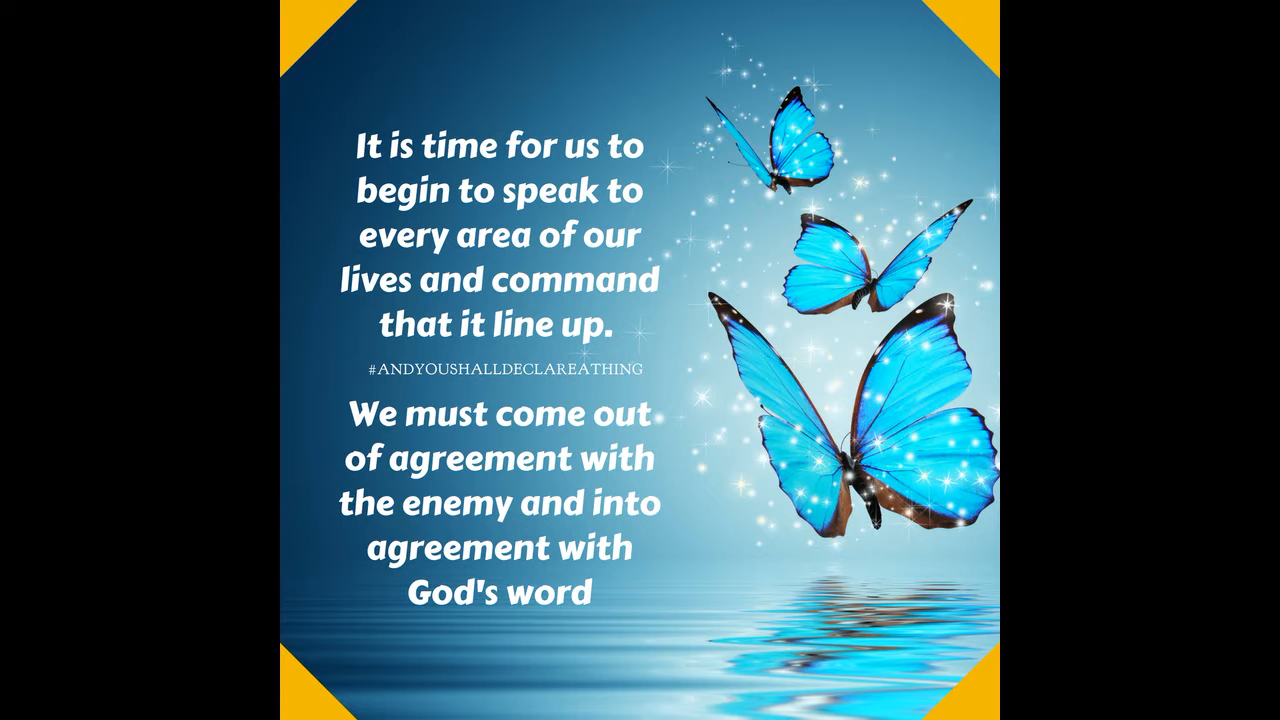 It is time for us to
begin to speak to
every area of our
lives and command
that it line up.
#ANDYOUSHALLDECLAREATHING
We must come out
of agreement with
the enemy and into
agreement with
God's word